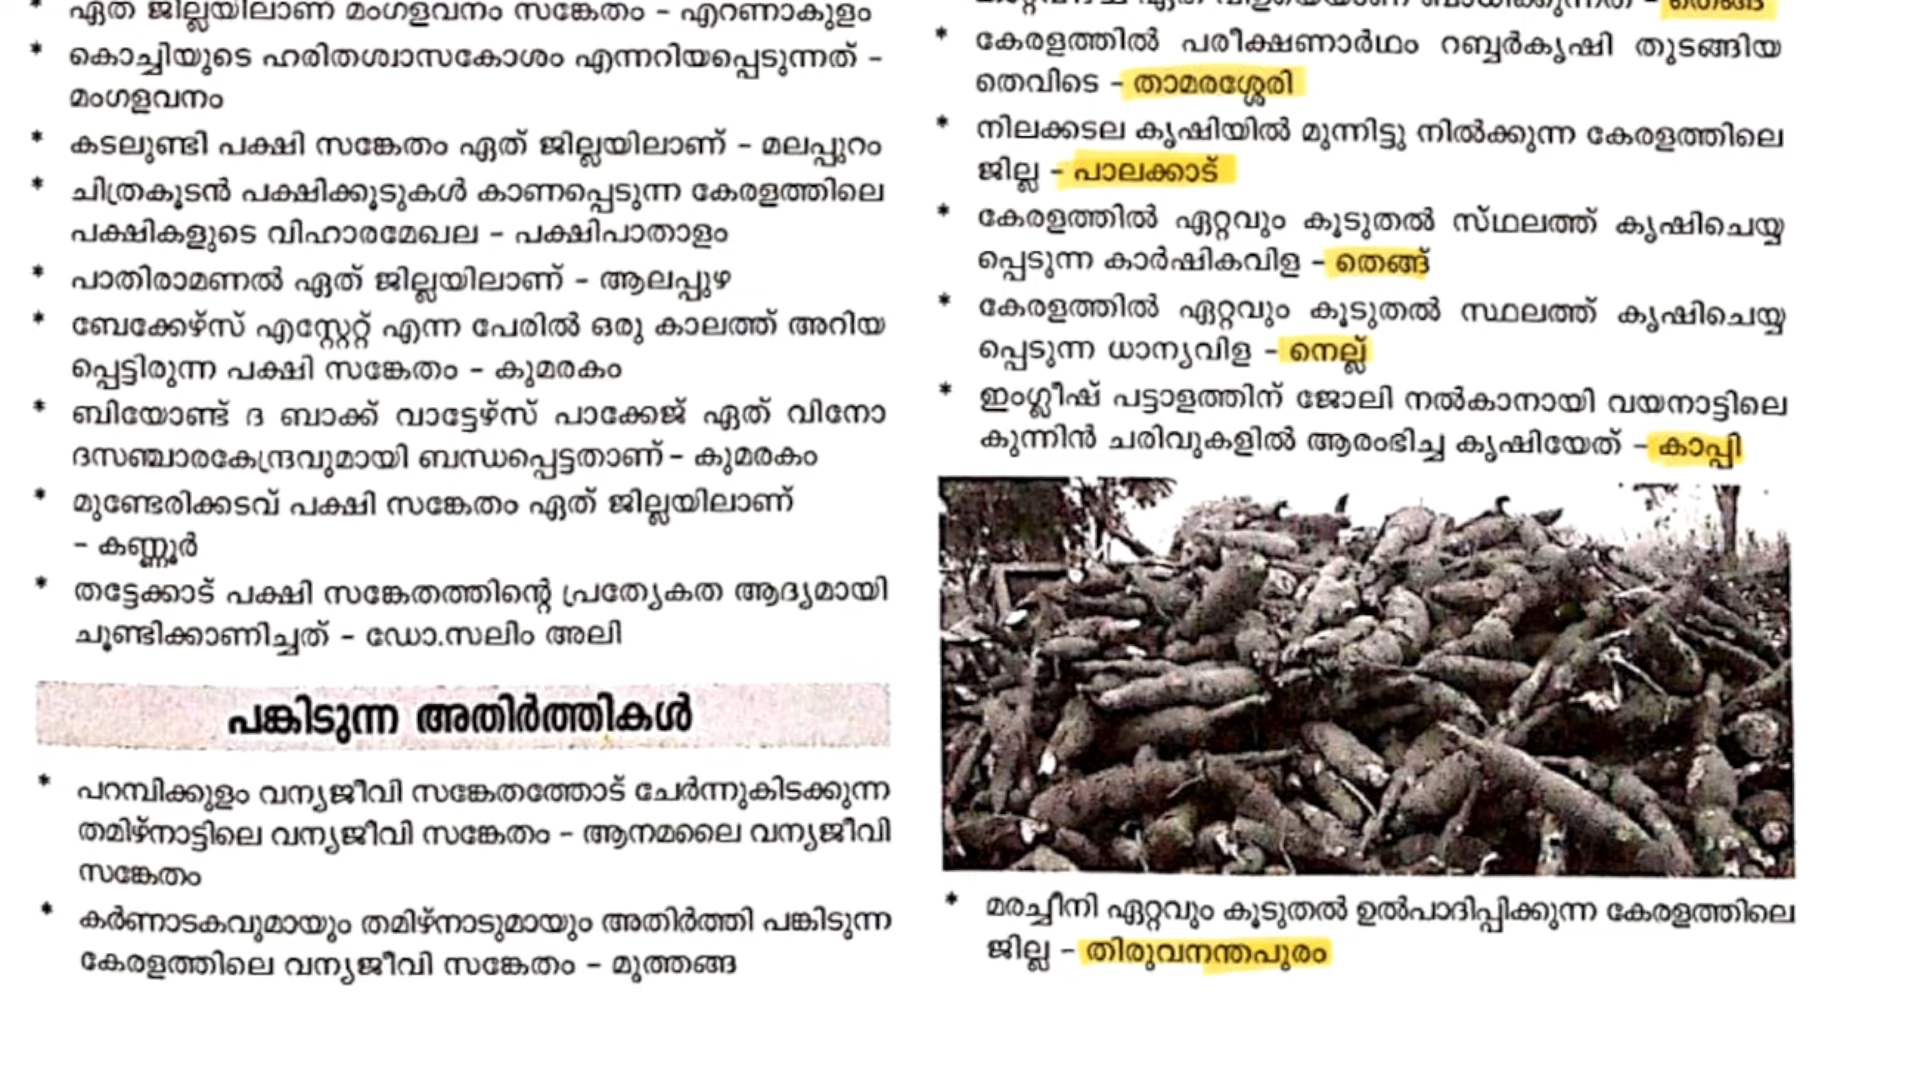 ഏത് ജില്ലയിലാണ് മംഗളവനം സങ്കേതം - എറണാകുളം
* കൊച്ചിയുടെ ഹരിതശ്വാസകോശം എന്നറിയപ്പെടുന്നത് -
മംഗളവനം
* കടലുണ്ടി പക്ഷി സങ്കേതം ഏത് ജില്ലയിലാണ് - മലപ്പുറം
* ചിത്രകൂടൻ പക്ഷിക്കൂടുകൾ കാണപ്പെടുന്ന കേരളത്തിലെ
പക്ഷികളുടെ വിഹാരമേഖല - പക്ഷിപാതാളം
* പാതിരാമണൽ ഏത് ജില്ലയിലാണ് - ആലപ്പുഴ
* ബേക്കേഴ്സ് എസ്റ്റേറ്റ് എന്ന പേരിൽ ഒരു കാലത്ത് അറിയ
പ്പെട്ടിരുന്ന പക്ഷി സങ്കേതം - കുമരകം
* ബിയോണ്ട് ദ ബാക്ക് വാട്ടേഴ്സ് പാക്കേജ് ഏത് വിനോ
ദസഞ്ചാരകേന്ദ്രവുമായി ബന്ധപ്പെട്ടതാണ്- കുമരകം
* മുണ്ടേരിക്കടവ് പക്ഷി സങ്കേതം ഏത് ജില്ലയിലാണ്
- കണ്ണൂർ
* തട്ടേക്കാട് പക്ഷി സങ്കേതത്തിന്റെ പ്രത്യേകത ആദ്യമായി
ചൂണ്ടിക്കാണിച്ചത് - ഡോ.സലിം അലി
പങ്കിടുന്ന അതിർത്തികൾ
* പറമ്പിക്കുളം വന്യജീവി സങ്കേതത്തോട് ചേർന്നുകിടക്കുന്ന
തമിഴ്നാട്ടിലെ വന്യജീവി സങ്കേതം - ആനമലൈ വന്യജീവി
സങ്കേതം
* കർണാടകവുമായും തമിഴ്നാടുമായും അതിർത്തി പങ്കിടുന്ന
കേരളത്തിലെ വന്യജീവി സങ്കേതം - മുത്തങ്ങ
* കേരളത്തിൽ പരീക്ഷണാർഥം റബ്ബർകൃഷി തുടങ്ങിയ
തെവിടെ - താമരശ്ശേരി
* നിലക്കടല കൃഷിയിൽ മുന്നിട്ടു നിൽക്കുന്ന കേരളത്തിലെ
ജില്ല - പാലക്കാട്
* കേരളത്തിൽ ഏറ്റവും കൂടുതൽ സ്ഥലത്ത് കൃഷിചെയ്യ
പ്പെടുന്ന കാർഷികവിള - തെങ്ങ്
* കേരളത്തിൽ ഏറ്റവും കൂടുതൽ സ്ഥലത്ത് കൃഷിചെയ്യ
പ്പെടുന്ന ധാന്യവിള - നെല്ല്
* ഇംഗ്ലീഷ് പട്ടാളത്തിന് ജോലി നൽകാനായി വയനാട്ടിലെ
കുന്നിൻ ചരിവുകളിൽ ആരംഭിച്ച കൃഷിയേത് - കാപ്പി
* മരച്ചീനി ഏറ്റവും കൂടുതൽ ഉൽപാദിപ്പിക്കുന്ന കേരളത്തിലെ
ജില്ല - തിരുവനന്തപുരം